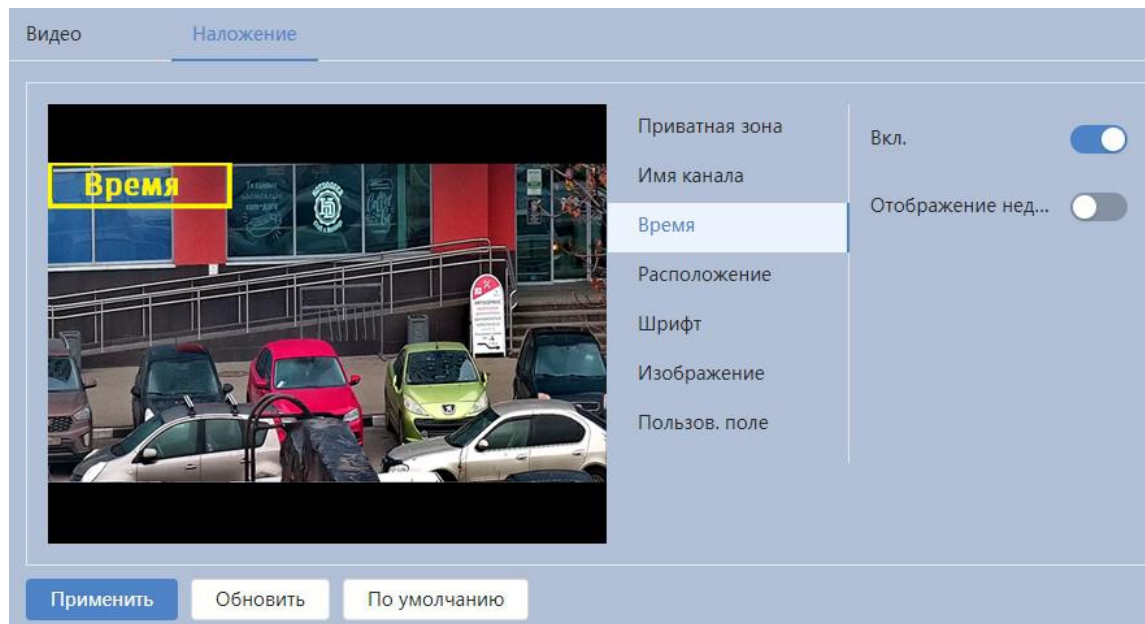 Видео
Наложение
Время
Приватная зона
Имя канала
Время
Расположение
Шрифт
Изображение
Пользов. поле
Вкл.
Отображение нед...
Применить
Обновить
По умолчанию